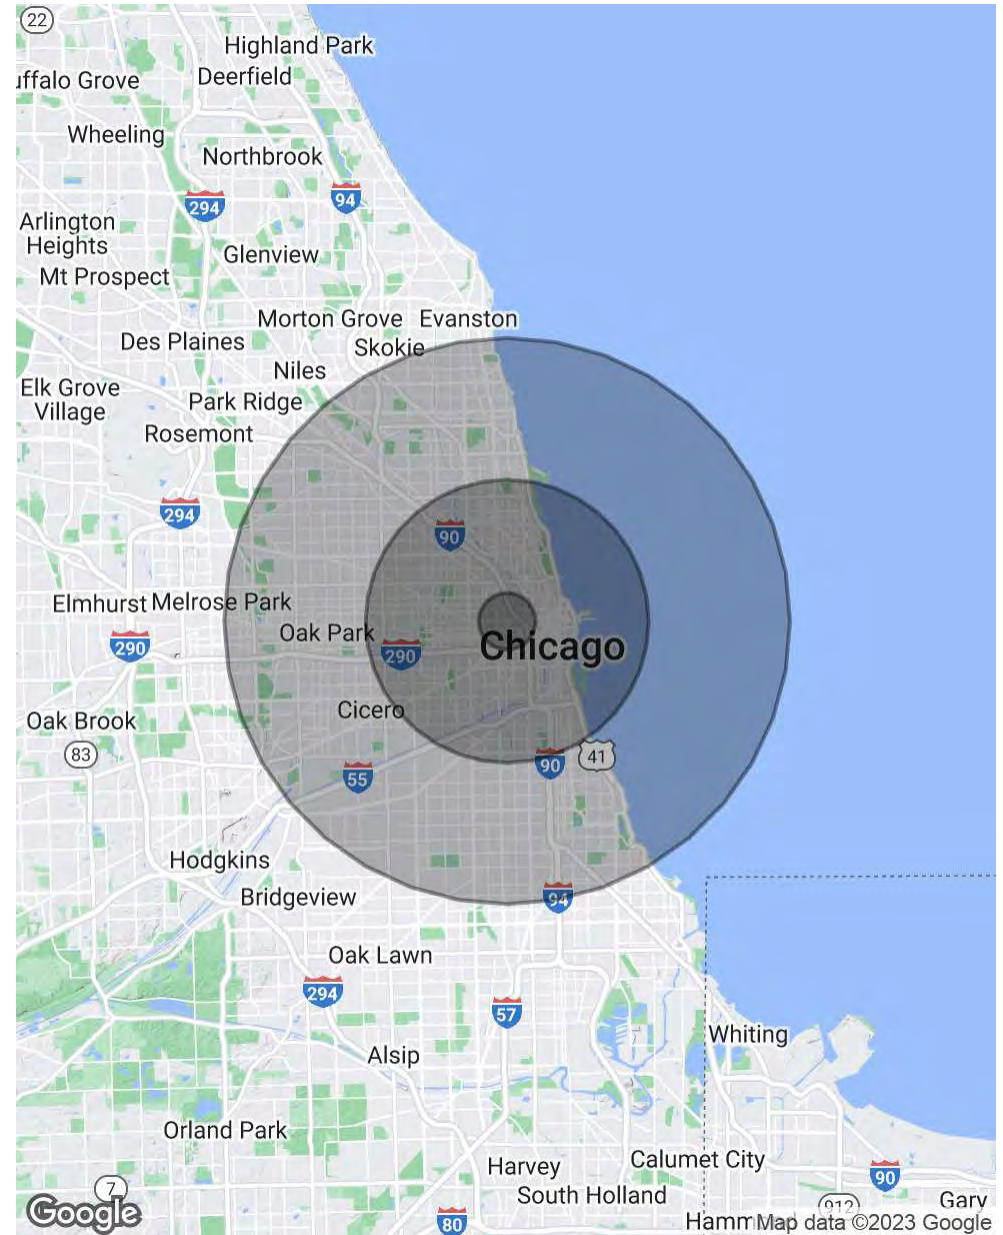 22
Highland Park
uffalo Grove
Deerfield
Wheeling
Northbrook
294
94
Arlington
Heights
Glenview
Mt Prospect
Morton Grove
Evanston
Des Plaines
Skokie
Niles
Elk Grove
Village
Park Ridge
Rosemont
294
90
Elmhurst
Melrose Park
Oak Park
290
290
Chicago
Cicero
Oak Brook
83
55
90
41
Hodgkins
Bridgeview
94
Oak Lawn
294
57
Whiting
Alsip
Orland Park
Harvey
Calumet City
South Holland
90
7
Google
80
912
Gary
Hamm
Map data ©2023 Google